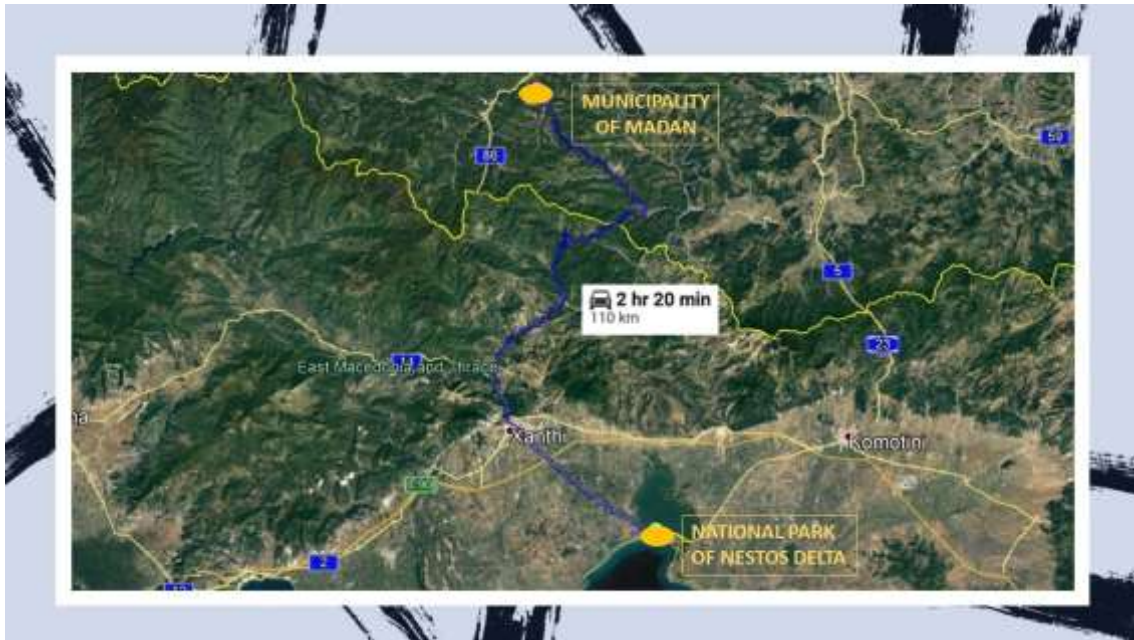 MUNICIPALITY
OF MADAN
86
59
5
2 hr 20 min
110 km
23
14
East Macedonia and Thrace
Xanthi
Komotini
NATIONAL PARK
OF NESTOS DELTA
2